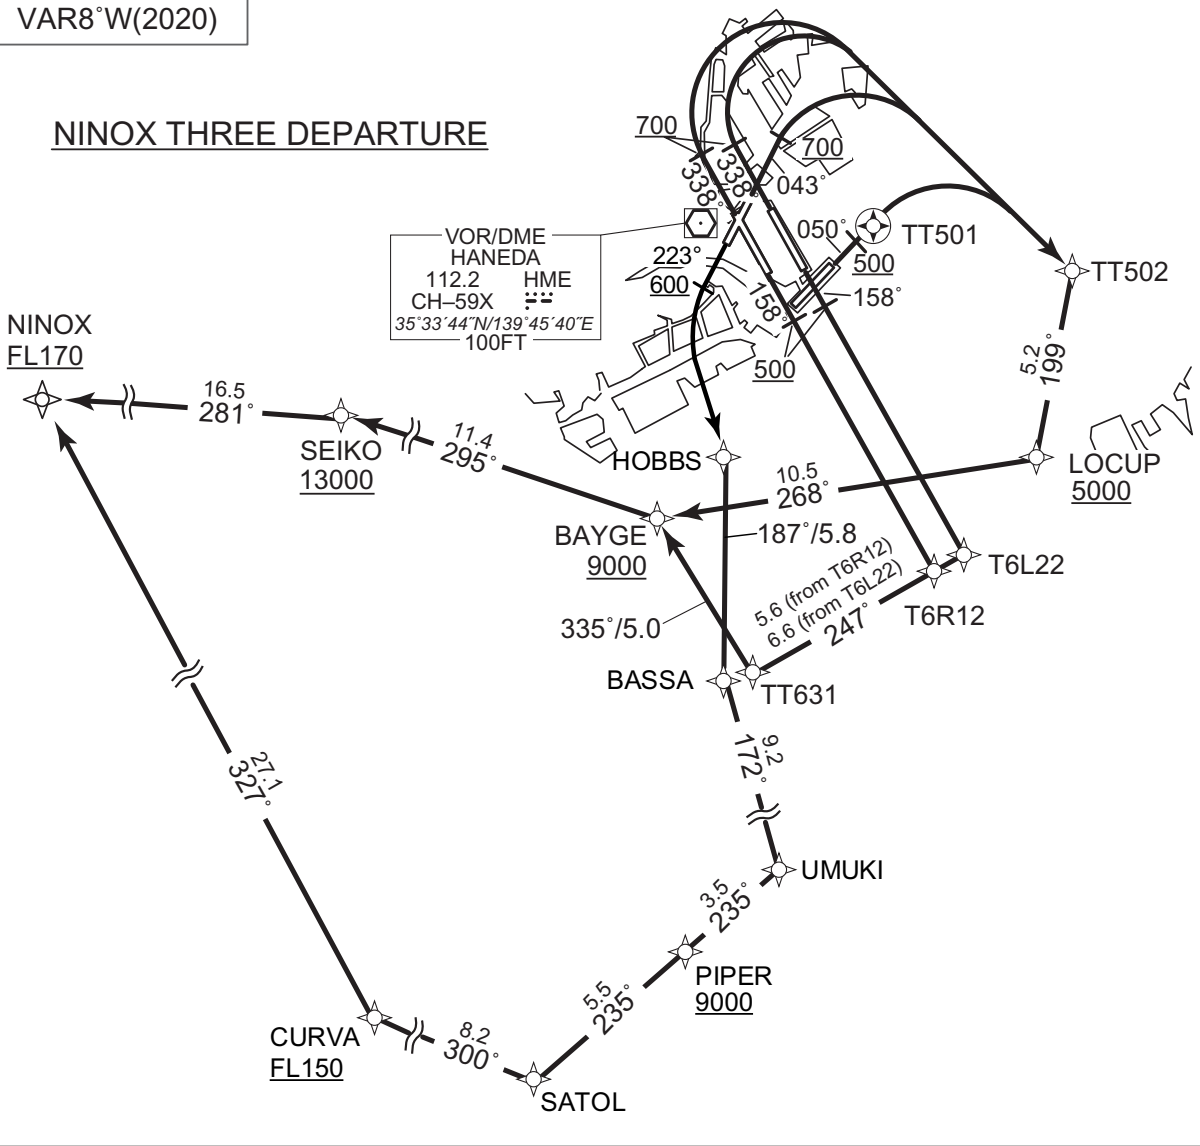 VAR8°W(2020)
NINOX THREE DEPARTURE
700
700
338°
338°
043°
050°
TT501
500
VOR/DME
HANEDA
112.2 HME
CH–59X
35°33´44˝N/139°45´40˝E
100FT
223°
600
158°
158°
500
TT502
5.2
199°
NINOX
FL170
16.5
281°
SEIKO
13000
11.4
295°
HOBBS
10.5
268°
LOCUP
5000
BAYGE
9000
187°/5.8
T6L22
T6R12
5.6 (from T6R12)
6.6 (from T6L22)
247°
335°/5.0
BASSA
TT631
9.2
172°
27.1
327°
UMUKI
3.5
235°
PIPER
9000
5.5
235°
CURVA
FL150
8.2
300°
SATOL